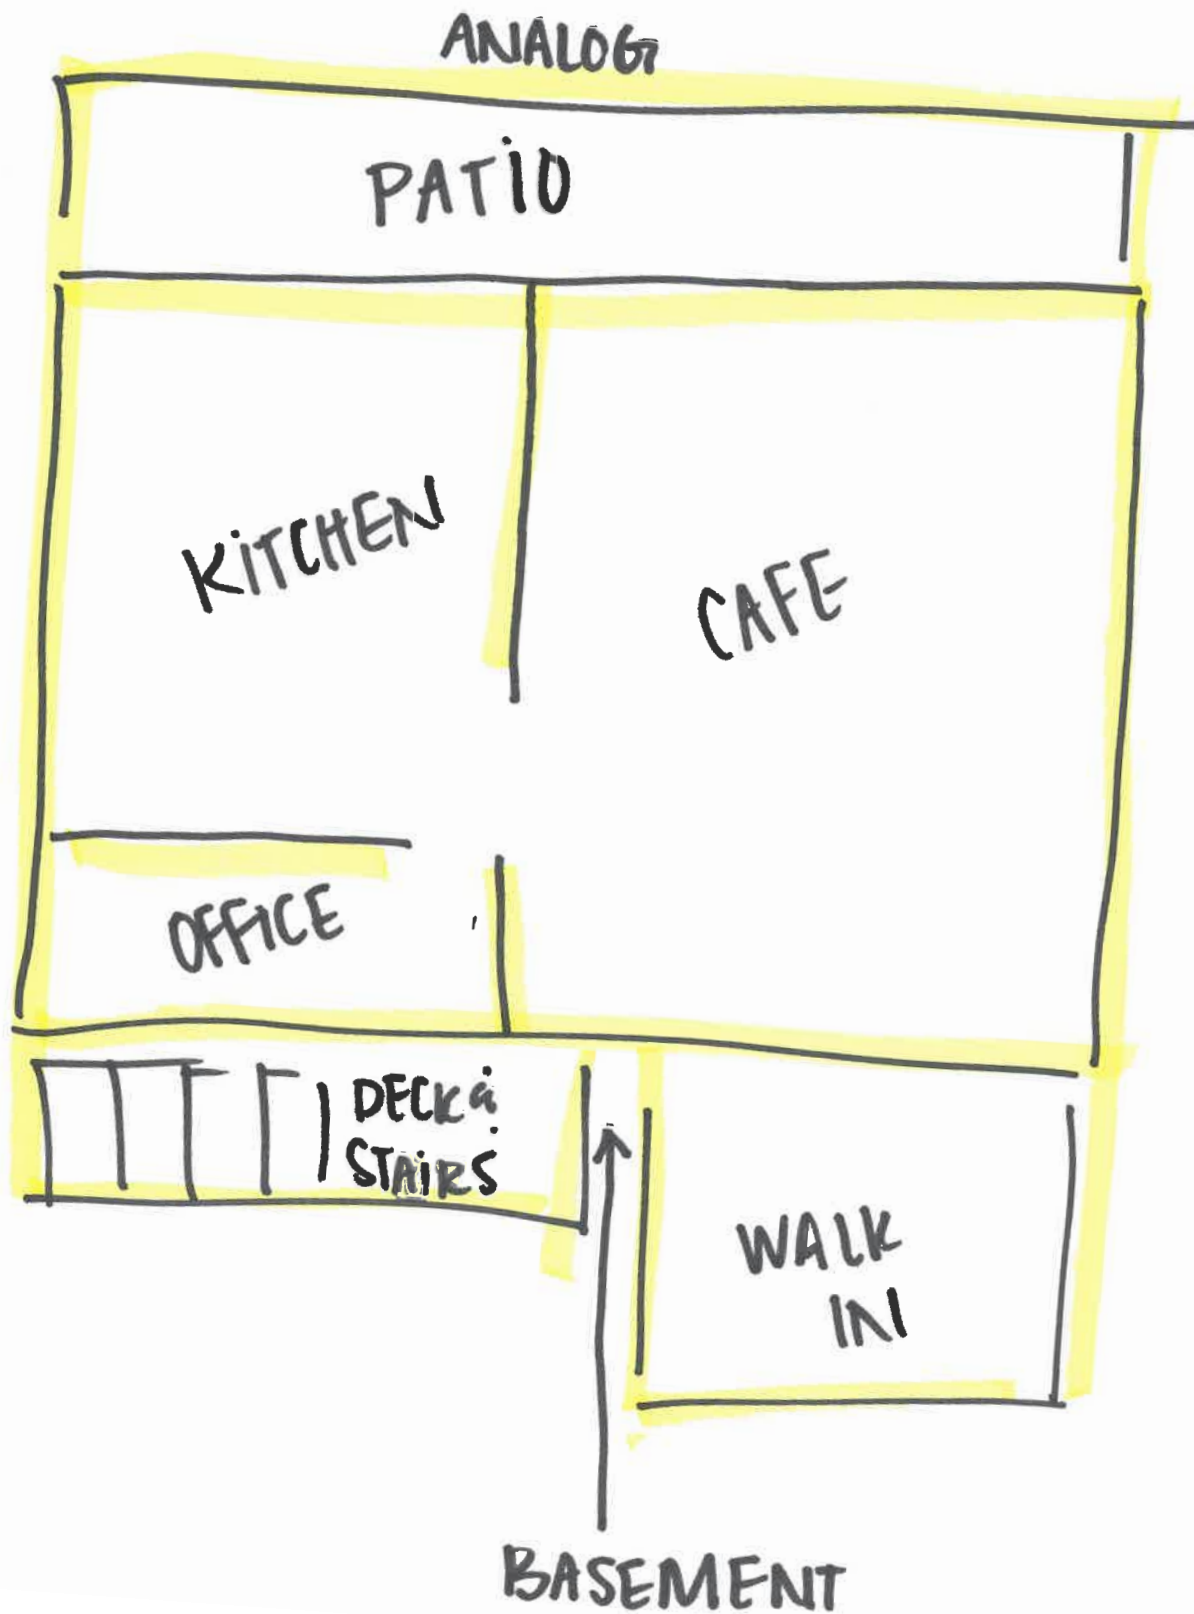 ANALOG
PATIO
KITCHEN
CAFE
OFFICE
DECK &
STAIRS
WALK
IN
BASEMENT